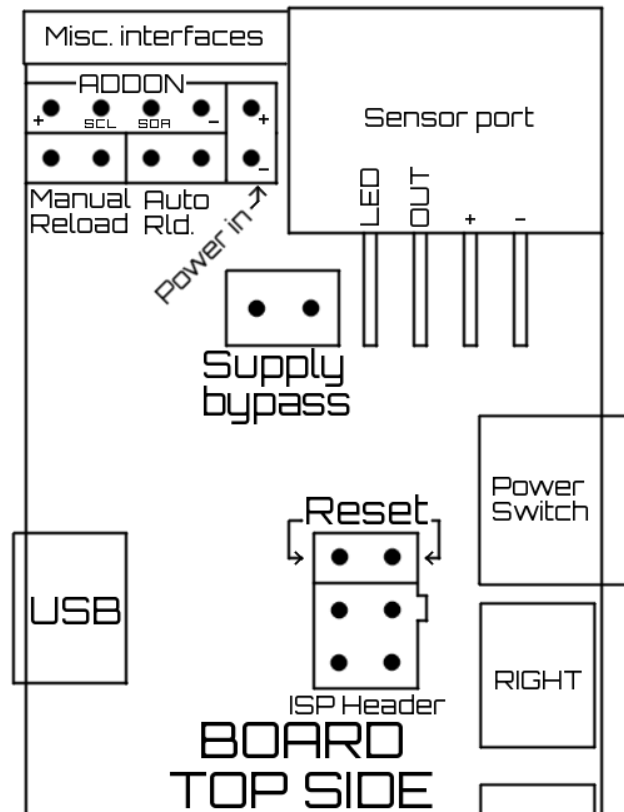 Misc. interfaces
ADDON
+ SCL SDA - +
-
Manual
Reload
Auto
Rld.
Power in
Sensor port
LED
OUT
+
-
Supply
bypass
Power
Switch
Reset
USB
RIGHT
ISP Header
BOARD
TOP SIDE